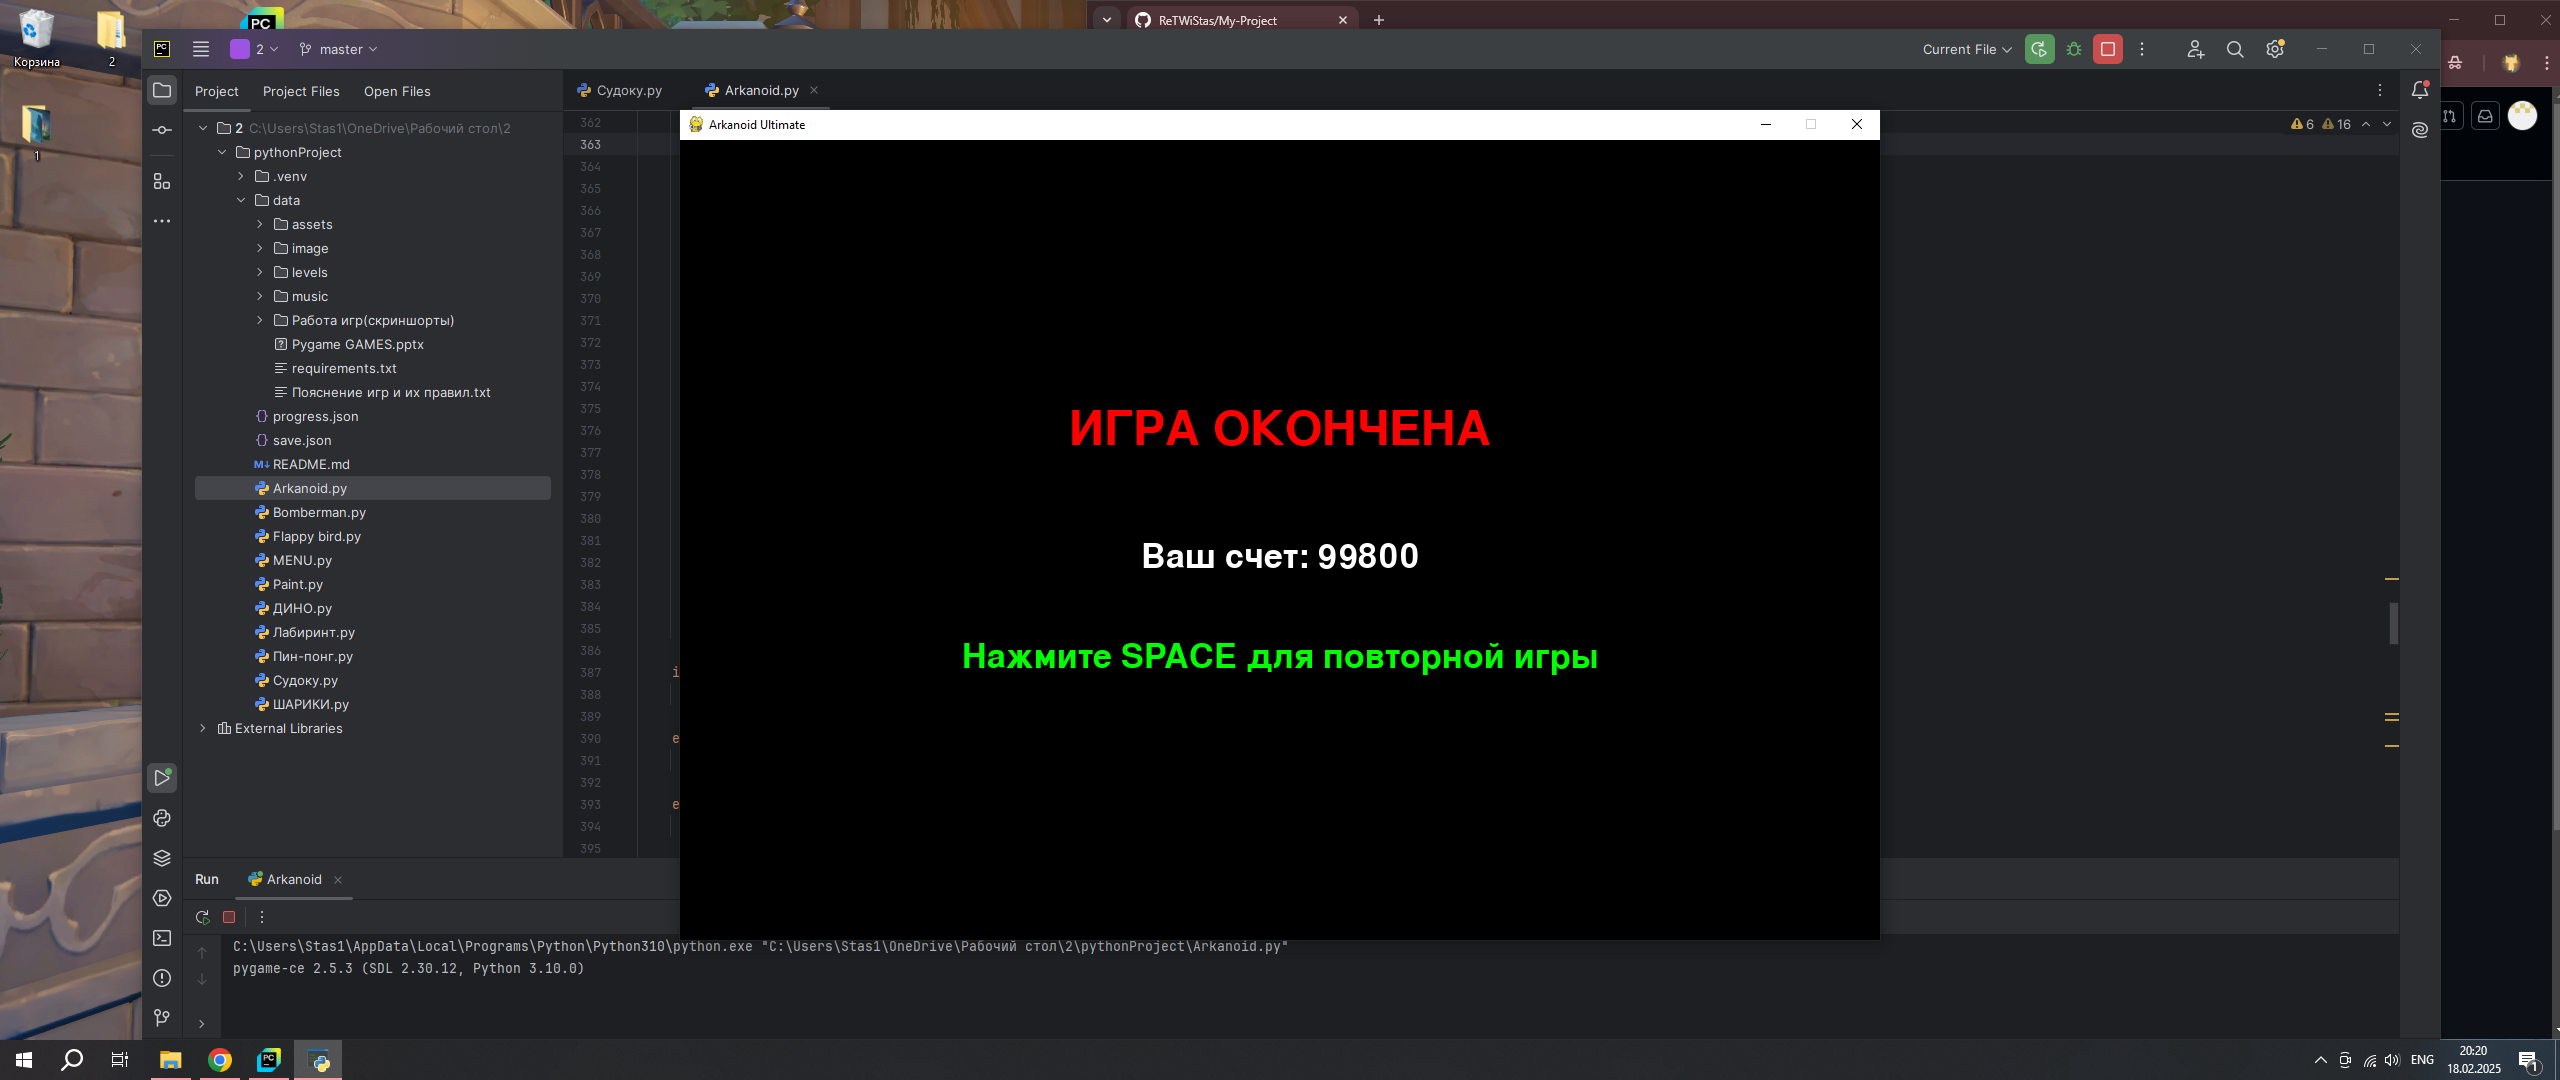 Корзина
2
1
PC
ReTWiStas/My-Project
PC
2
master
Current File
Project
Project Files
Open Files
Судоку.py
Arkanoid.py
2 C:\Users\Stas1\OneDrive\Рабочий стол\2
pythonProject
.venv
data
assets
image
levels
music
Работа игр(скриншорты)
Pygame GAMES.pptx
requirements.txt
Пояснение игр и их правил.txt
progress.json
save.json
README.md
Arkanoid.py
Bomberman.py
Flappy bird.py
MENU.py
Paint.py
ДИНО.py
Лабиринт.py
Пин-понг.py
Судоку.py
ШАРИКИ.py
External Libraries
362
363
364
365
366
367
368
369
370
371
372
373
374
375
376
377
378
379
380
381
382
383
384
385
386
387 i
388
389
390 e
391
392
393 e
394
395
6 16
Arkanoid Ultimate
ИГРА ОКОНЧЕНА
Ваш счет: 99800
Нажмите SPACE для повторной игры
Run
Arkanoid
C:\Users\Stas1\AppData\Local\Programs\Python\Python310\python.exe "C:\Users\Stas1\OneDrive\Рабочий стол\2\pythonProject\Arkanoid.py"
pygame-ce 2.5.3 (SDL 2.30.12, Python 3.10.0)
PC
ENG
20:20
18.02.2025
1